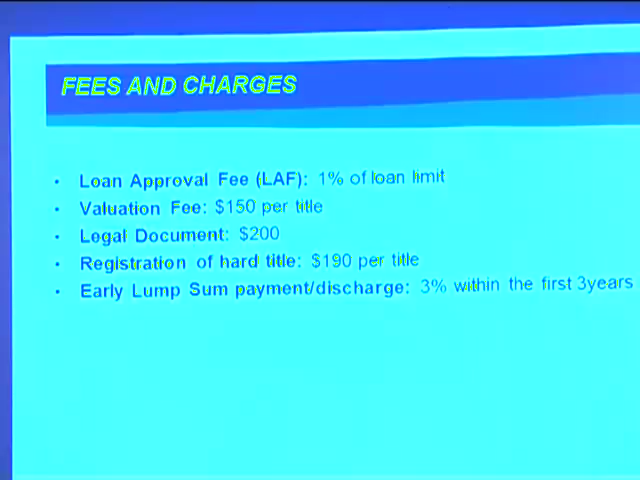 FEES AND CHARGES
• Loan Approval Fee (LAF): 1% of loan limit
• Valuation Fee: $150 per title
• Legal Document: $200
• Registration of hard title: $190 per title
• Early Lump Sum payment/discharge: 3% within the first 3years